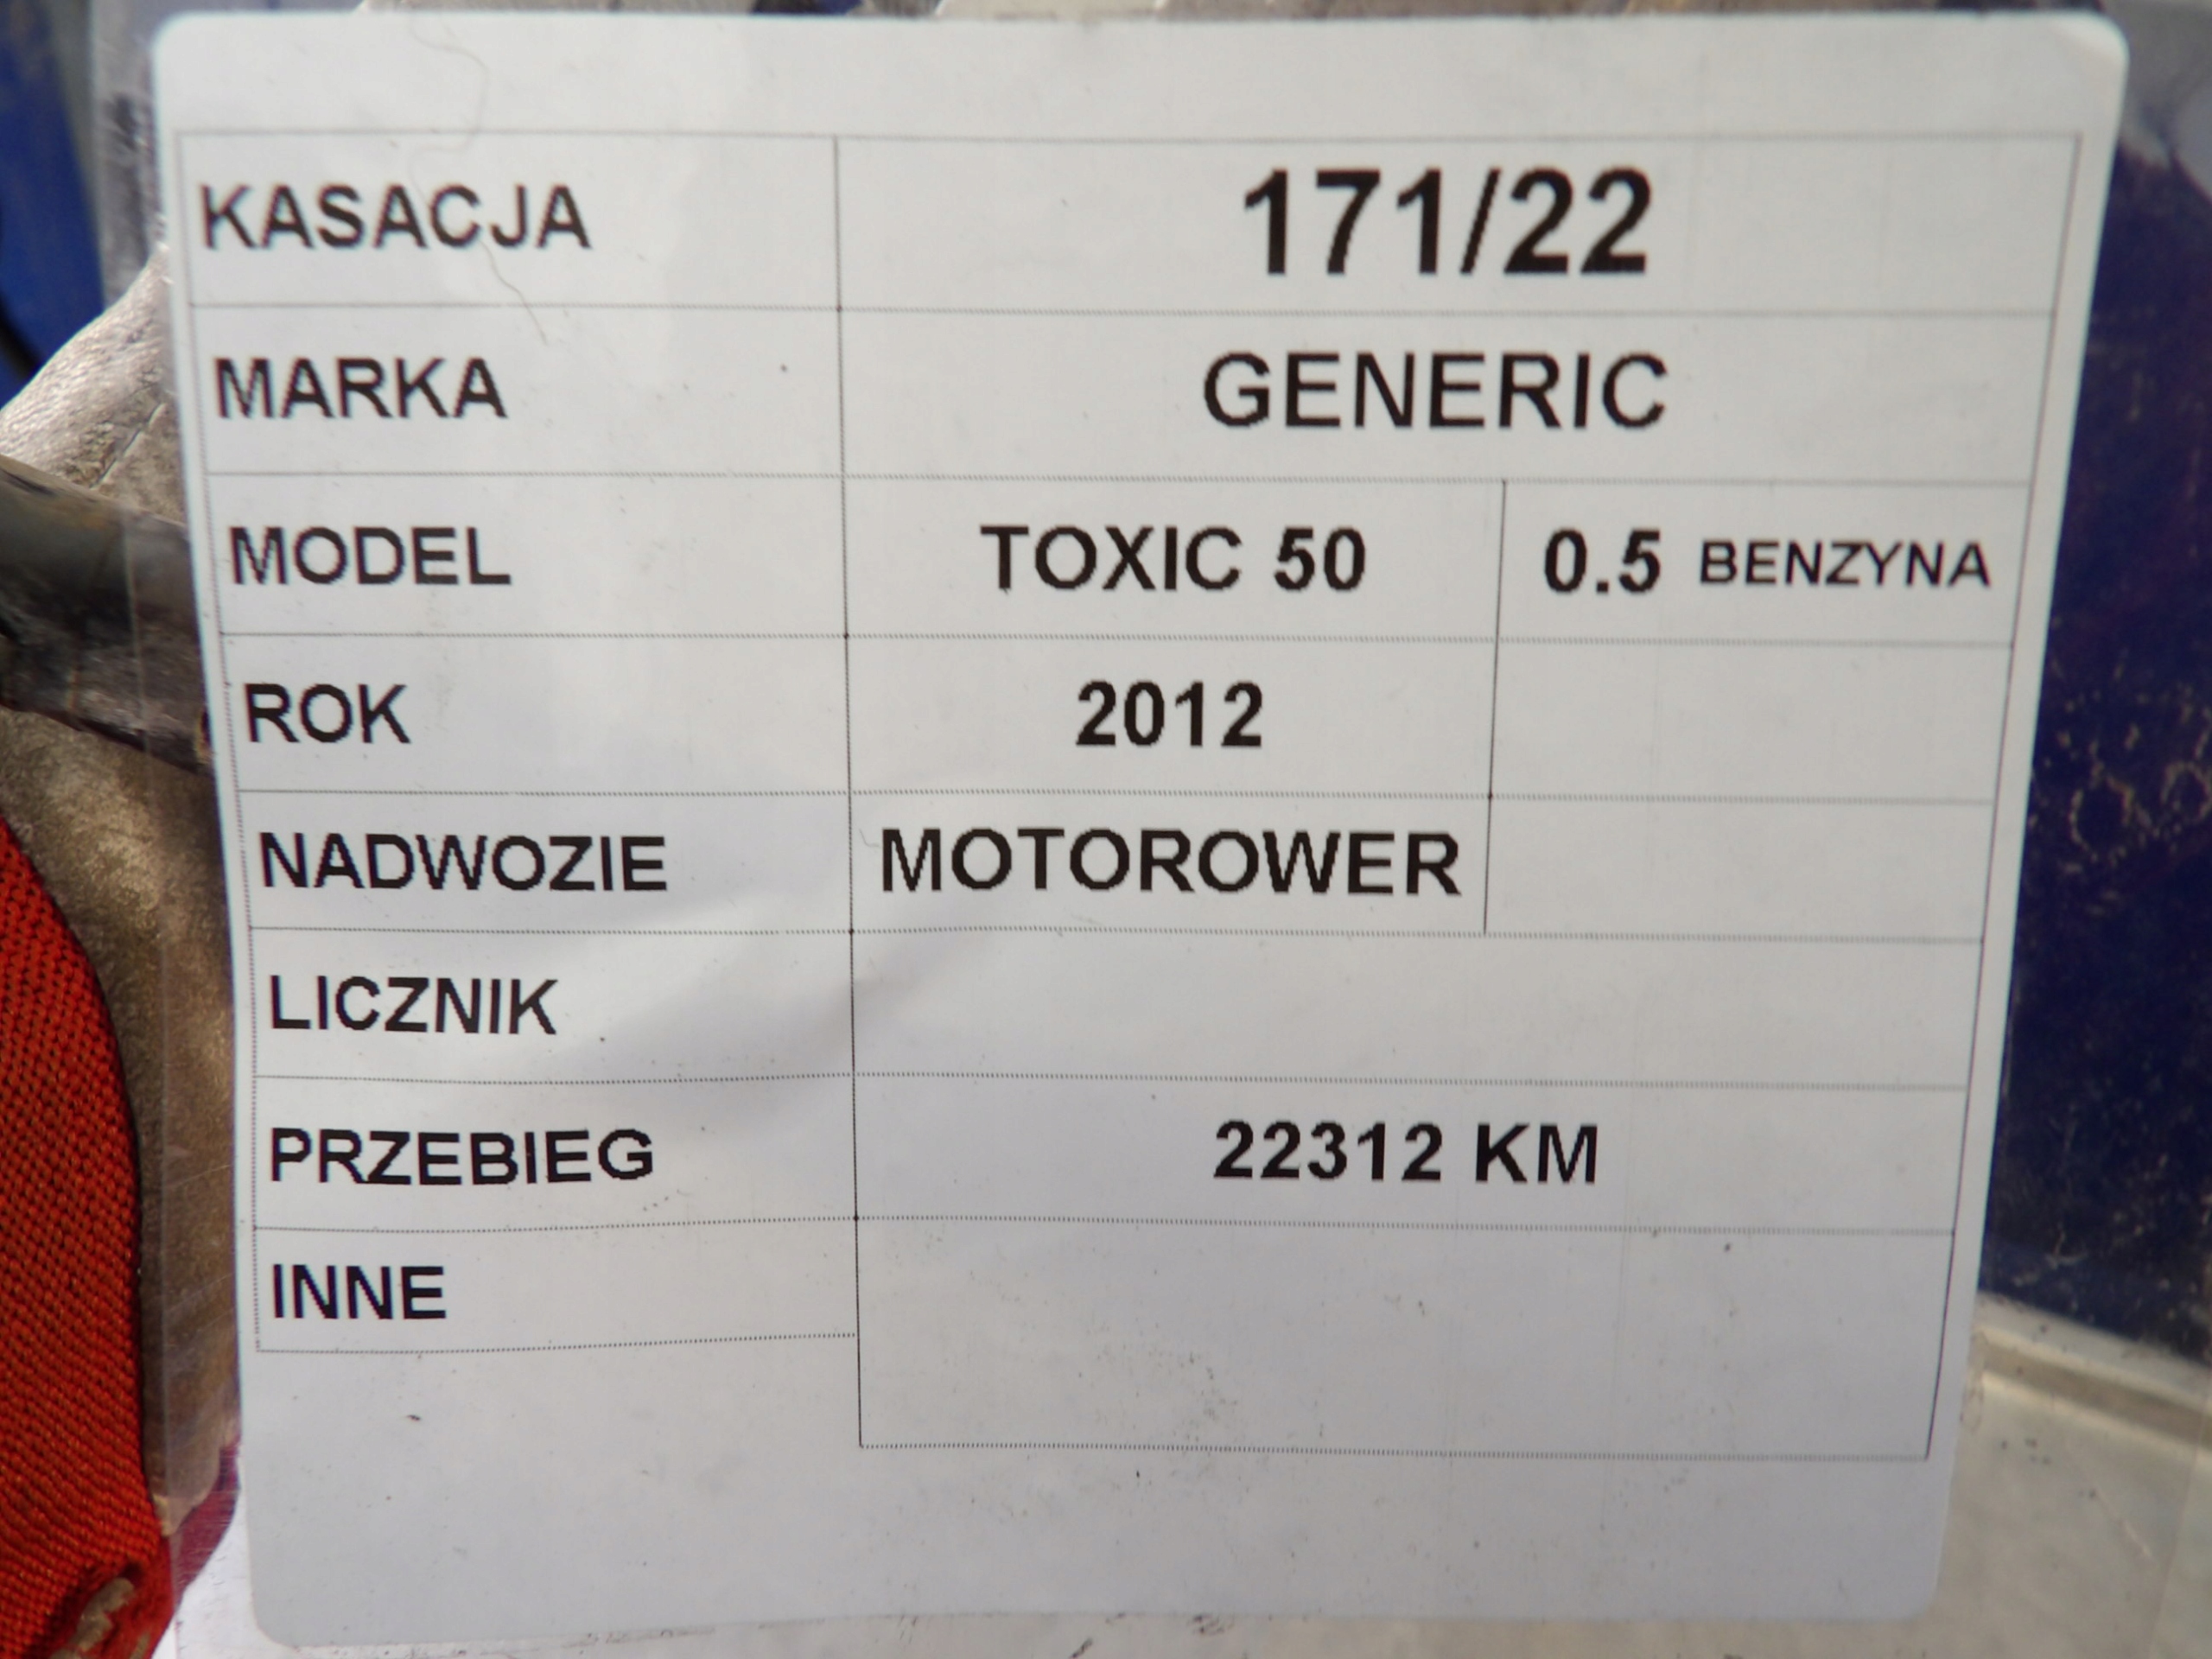 KASACJA 171/22
MARKA GENERIC
MODEL TOXIC 50 0.5 BENZYNA
ROK 2012
NADWOZIE MOTOROWER
LICZNIK
PRZEBIEG 22312 KM
INNE